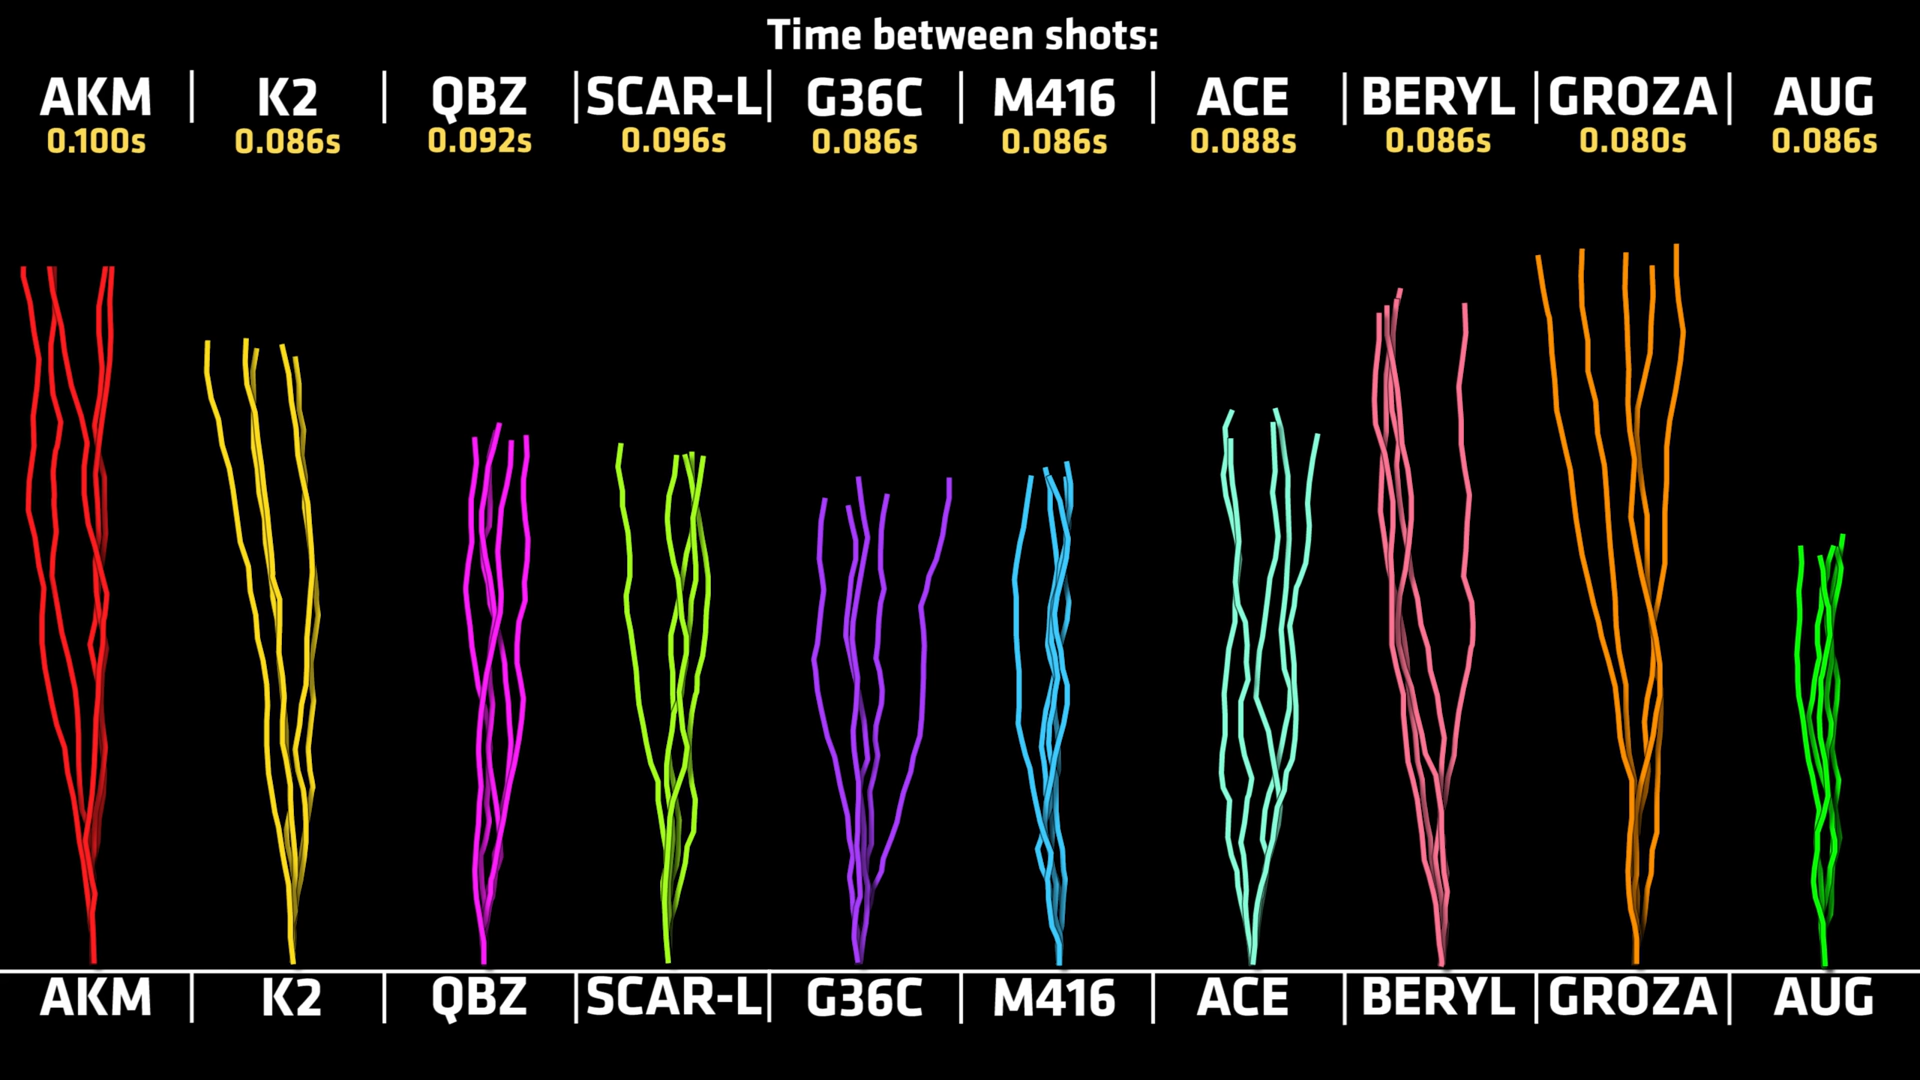 Time between shots:
AKM | K2 | QBZ | SCAR-L | G36C | M416 | ACE | BERYL | GROZA | AUG
0.100s 0.086s 0.092s 0.096s 0.086s 0.086s 0.088s 0.086s 0.080s 0.086s
AKM | K2 | QBZ | SCAR-L | G36C | M416 | ACE | BERYL | GROZA | AUG